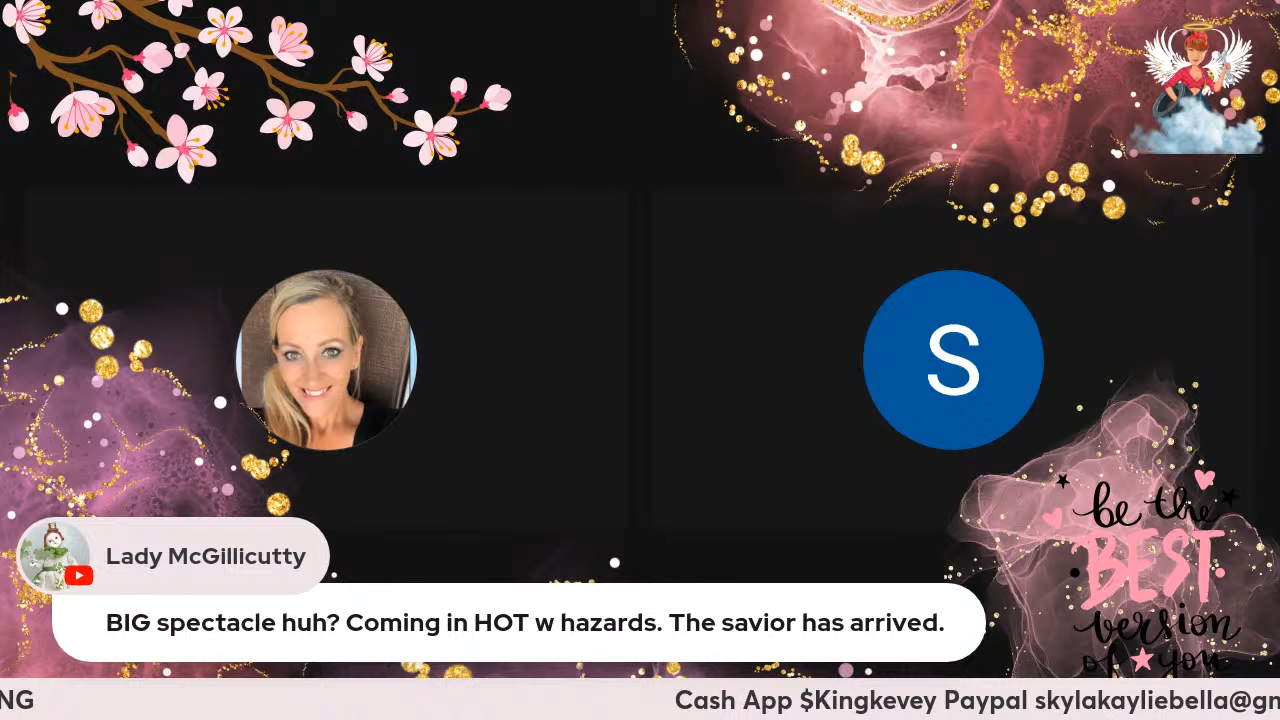 S
be the
BEST
version
of you
Lady McGillicutty
BIG spectacle huh? Coming in HOT w hazards. The savior has arrived.
NG
Cash App $Kingkevey Paypal skylakayliebella@gm